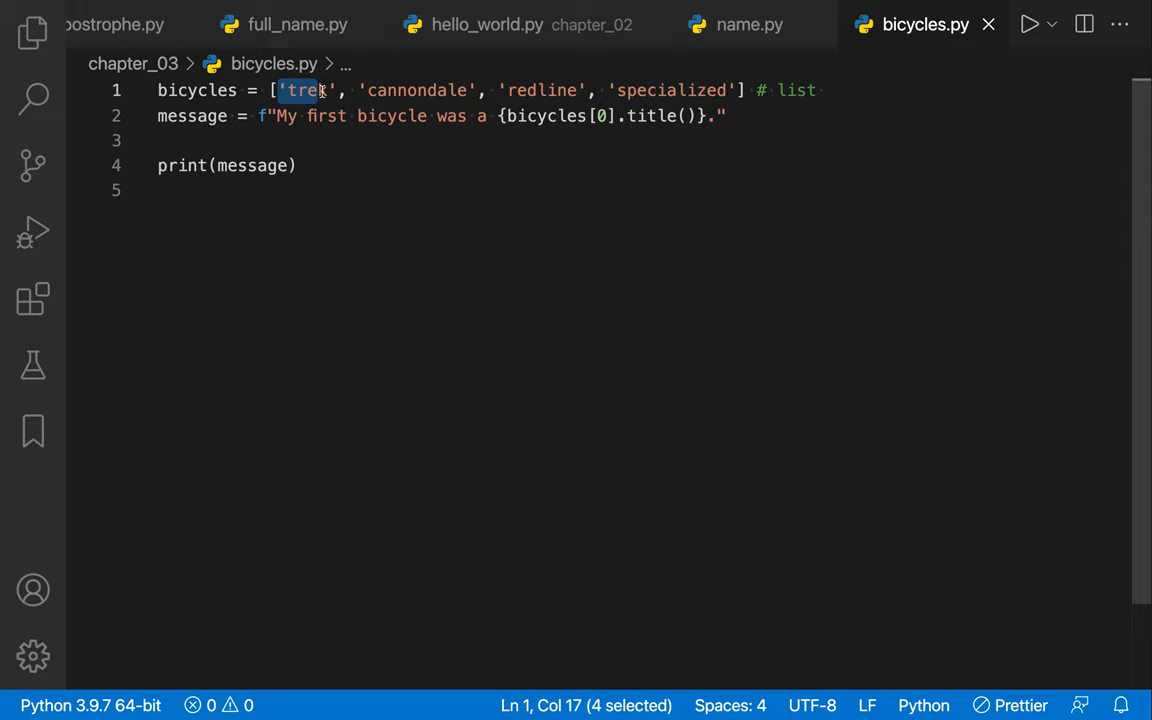 postrophe.py full_name.py hello_world.py chapter_02 name.py bicycles.py
chapter_03 > bicycles.py > ...
1 bicycles = ['trek', 'cannondale', 'redline', 'specialized'] # list
2 message = f"My first bicycle was a {bicycles[0].title()}."
3
4 print(message)
5
Python 3.9.7 64-bit 0 0 Ln 1, Col 17 (4 selected) Spaces: 4 UTF-8 LF Python Prettier